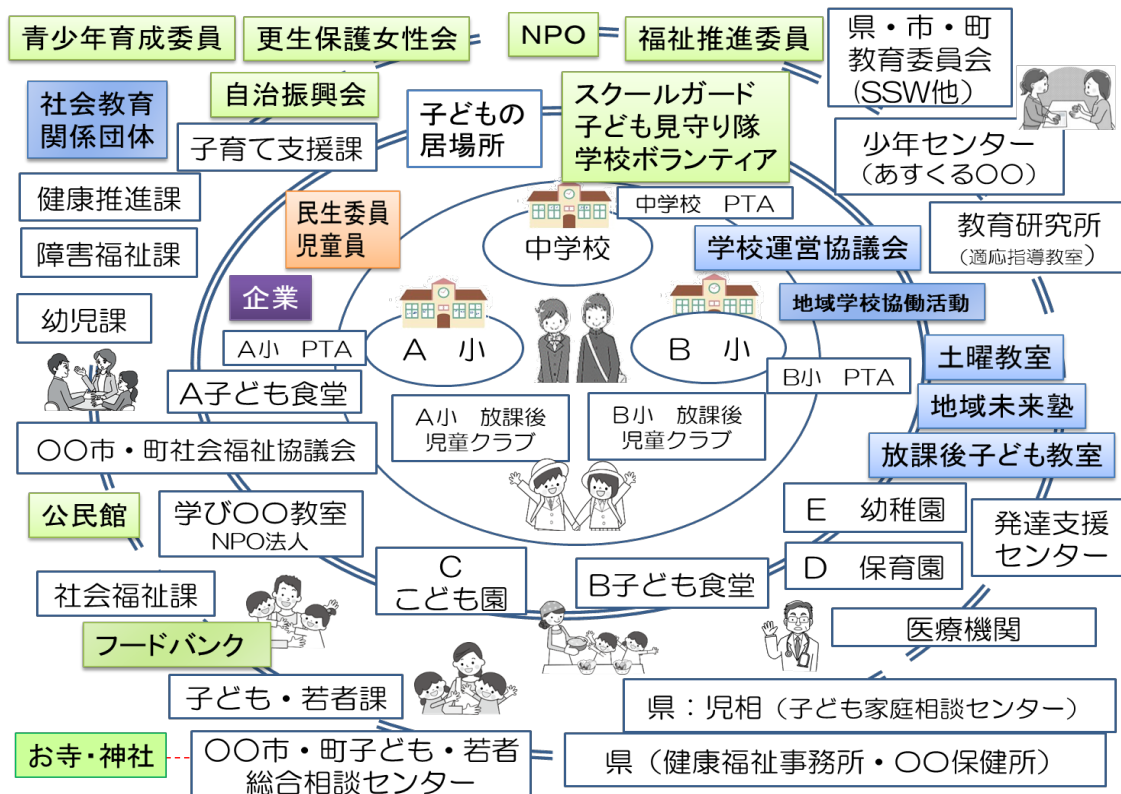 青少年育成委員
更生保護女性会
NPO
福祉推進委員
県・市・町
教育委員会
(SSW他)
社会教育
関係団体
自治振興会
子育て支援課
子どもの
居場所
スクールガード
子ども見守り隊
学校ボランティア
少年センター
（あすくる〇〇）
健康推進課
障害福祉課
民生委員
児童員
中学校 PTA
中学校
学校運営協議会
教育研究所
（適応指導教室）
企業
地域学校協働活動
幼児課
A小 PTA
A 小
B 小
B小 PTA
土曜教室
A子ども食堂
地域未来塾
A小 放課後
児童クラブ
B小 放課後
児童クラブ
〇〇市・町社会福祉協議会
放課後子ども教室
公民館
学び〇〇教室
NPO法人
E 幼稚園
発達支援
センター
社会福祉課
C
こども園
B子ども食堂
D 保育園
フードバンク
医療機関
子ども・若者課
県：児相（子ども家庭相談センター）
お寺・神社
〇〇市・町子ども・若者
総合相談センター
県（健康福祉事務所・〇〇保健所）